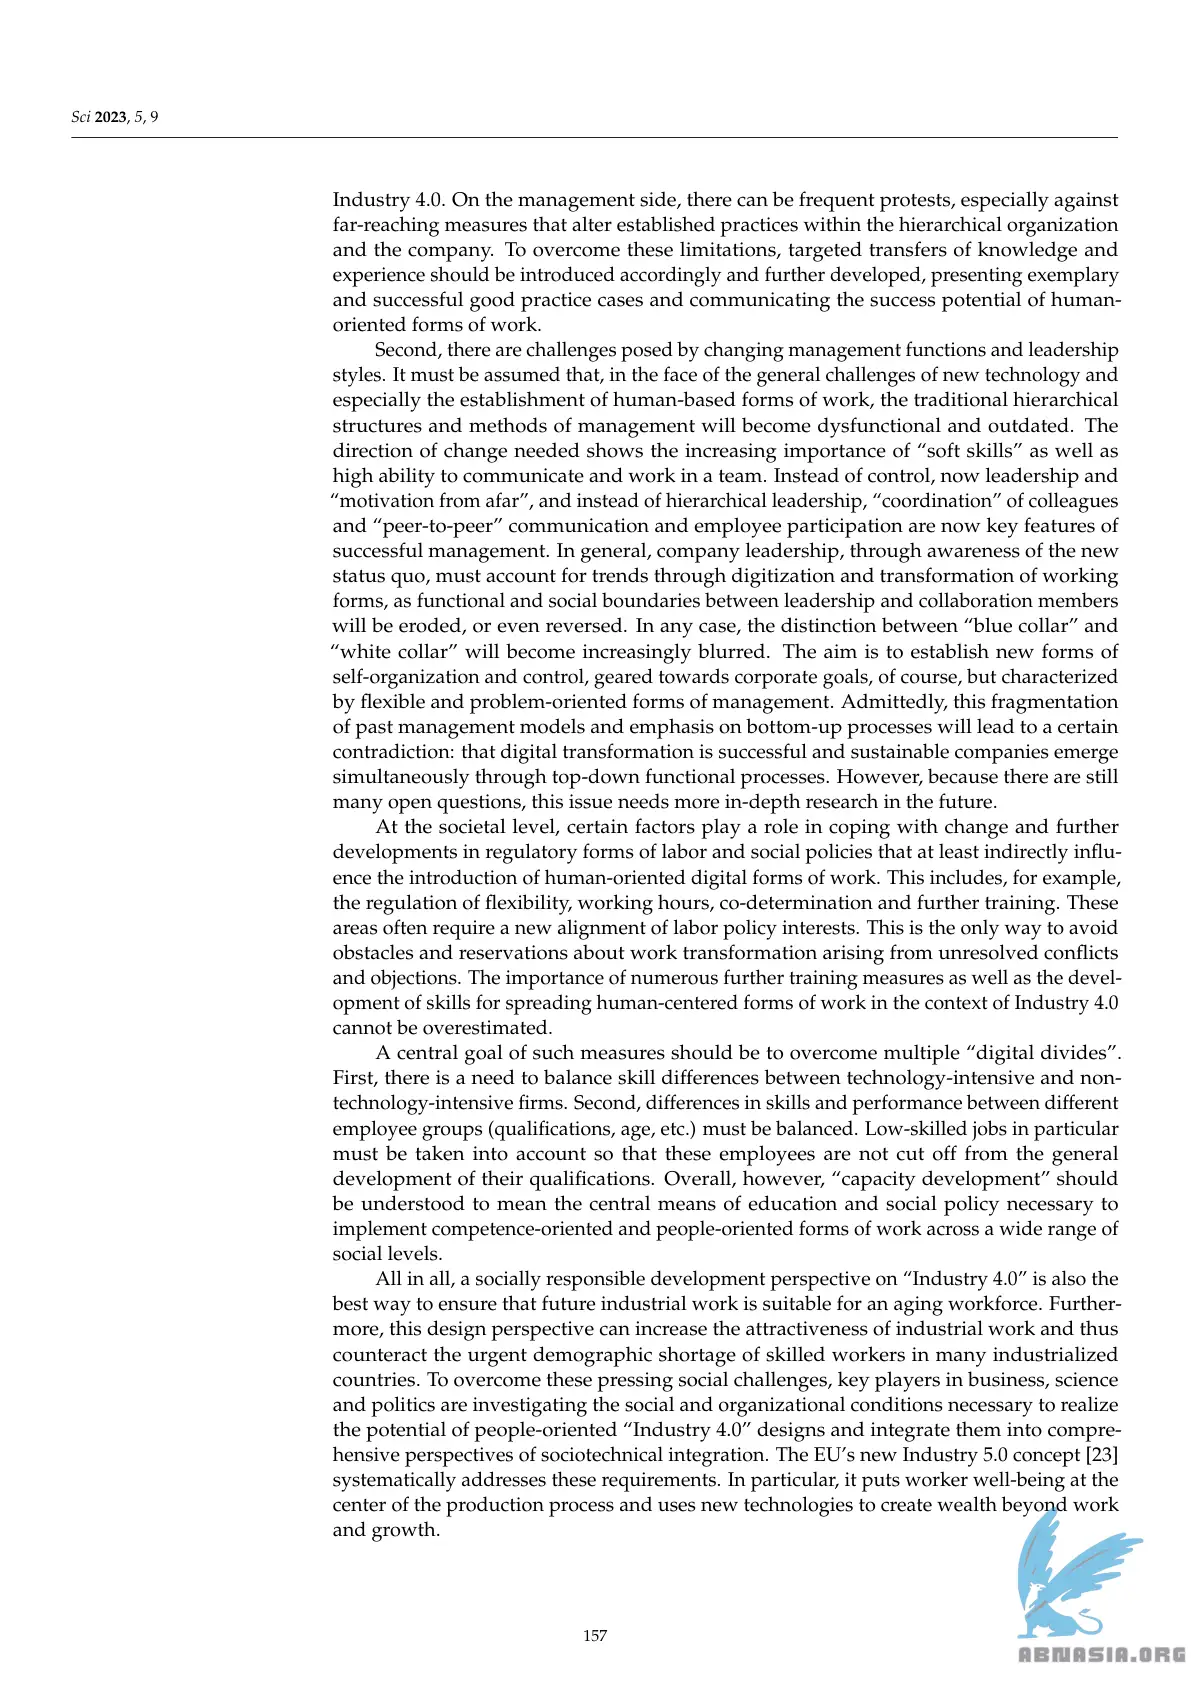 Sci 2023, 5, 9
Industry 4.0. On the management side, there can be frequent protests, especially against
far-reaching measures that alter established practices within the hierarchical organization
and the company. To overcome these limitations, targeted transfers of knowledge and
experience should be introduced accordingly and further developed, presenting exemplary
and successful good practice cases and communicating the success potential of human-
oriented forms of work.
Second, there are challenges posed by changing management functions and leadership
styles. It must be assumed that, in the face of the general challenges of new technology and
especially the establishment of human-based forms of work, the traditional hierarchical
structures and methods of management will become dysfunctional and outdated. The
direction of change needed shows the increasing importance of “soft skills” as well as
high ability to communicate and work in a team. Instead of control, now leadership and
“motivation from afar”, and instead of hierarchical leadership, “coordination” of colleagues
and “peer-to-peer” communication and employee participation are now key features of
successful management. In general, company leadership, through awareness of the new
status quo, must account for trends through digitization and transformation of working
forms, as functional and social boundaries between leadership and collaboration members
will be eroded, or even reversed. In any case, the distinction between “blue collar” and
“white collar” will become increasingly blurred. The aim is to establish new forms of
self-organization and control, geared towards corporate goals, of course, but characterized
by flexible and problem-oriented forms of management. Admittedly, this fragmentation
of past management models and emphasis on bottom-up processes will lead to a certain
contradiction: that digital transformation is successful and sustainable companies emerge
simultaneously through top-down functional processes. However, because there are still
many open questions, this issue needs more in-depth research in the future.
At the societal level, certain factors play a role in coping with change and further
developments in regulatory forms of labor and social policies that at least indirectly influ-
ence the introduction of human-oriented digital forms of work. This includes, for example,
the regulation of flexibility, working hours, co-determination and further training. These
areas often require a new alignment of labor policy interests. This is the only way to avoid
obstacles and reservations about work transformation arising from unresolved conflicts
and objections. The importance of numerous further training measures as well as the devel-
opment of skills for spreading human-centered forms of work in the context of Industry 4.0
cannot be overestimated.
A central goal of such measures should be to overcome multiple “digital divides”.
First, there is a need to balance skill differences between technology-intensive and non-
technology-intensive firms. Second, differences in skills and performance between different
employee groups (qualifications, age, etc.) must be balanced. Low-skilled jobs in particular
must be taken into account so that these employees are not cut off from the general
development of their qualifications. Overall, however, “capacity development” should
be understood to mean the central means of education and social policy necessary to
implement competence-oriented and people-oriented forms of work across a wide range of
social levels.
All in all, a socially responsible development perspective on “Industry 4.0” is also the
best way to ensure that future industrial work is suitable for an aging workforce. Further-
more, this design perspective can increase the attractiveness of industrial work and thus
counteract the urgent demographic shortage of skilled workers in many industrialized
countries. To overcome these pressing social challenges, key players in business, science
and politics are investigating the social and organizational conditions necessary to realize
the potential of people-oriented “Industry 4.0” designs and integrate them into compre-
hensive perspectives of sociotechnical integration. The EU’s new Industry 5.0 concept [23]
systematically addresses these requirements. In particular, it puts worker well-being at the
center of the production process and uses new technologies to create wealth beyond work
and growth.
157
ABNASIA.ORG